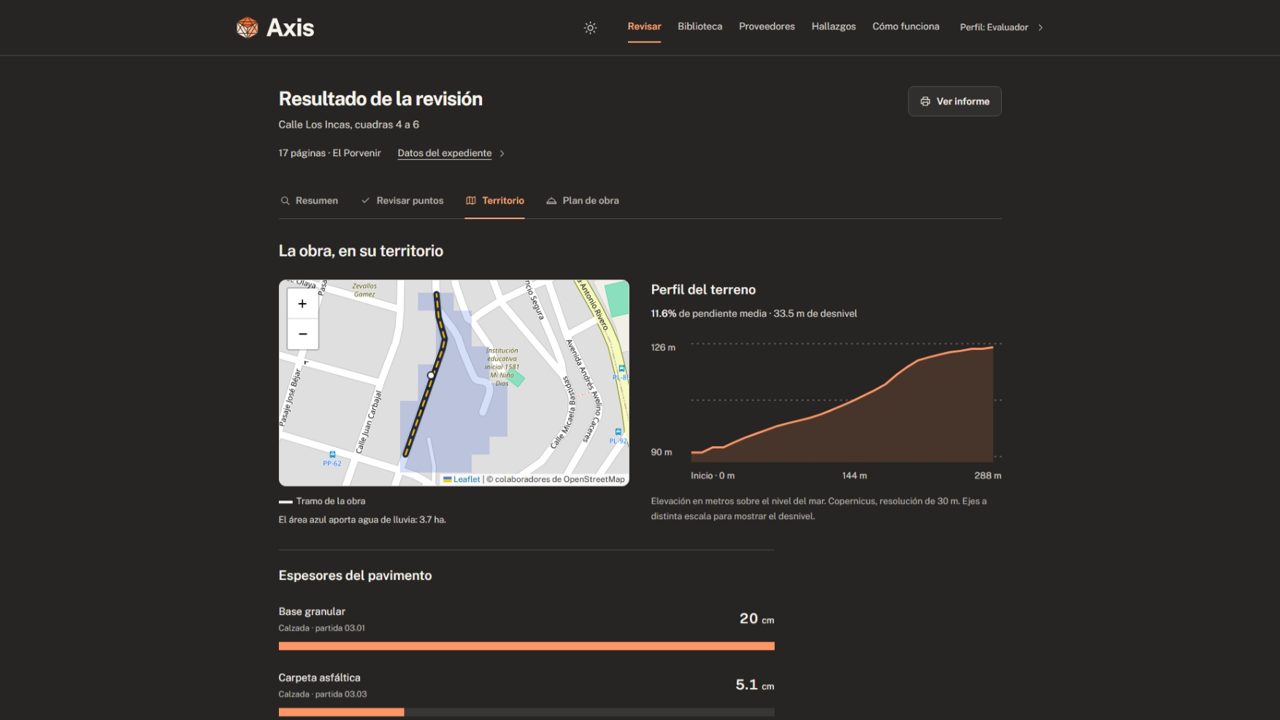 Axis
Revisar
Biblioteca
Proveedores
Hallazgos
Cómo funciona
Perfil: Evaluador
Resultado de la revisión
Ver informe
Calle Los Incas, cuadras 4 a 6
17 páginas · El Porvenir
Datos del expediente
Resumen
Revisar puntos
Territorio
Plan de obra
La obra, en su territorio
+
−
Zevallos
Gamez
Institución
educativa
inicial 1581
Mi Niño
Dios
Pasaje José Béjar
Calle Juan Carbajal
Calle Micaela Bastidas
Avenida Andrés Avelino Cáceres
PP-62
PL-92
Leaflet | © colaboradores de OpenStreetMap
Tramo de la obra
El área azul aporta agua de lluvia: 3.7 ha.
Perfil del terreno
11.6% de pendiente media · 33.5 m de desnivel
126 m
90 m
Inicio · 0 m
144 m
288 m
Elevación en metros sobre el nivel del mar. Copernicus, resolución de 30 m. Ejes a
distinta escala para mostrar el desnivel.
Espesores del pavimento
Base granular
20 cm
Calzada · partida 03.01
Carpeta asfáltica
5.1 cm
Calzada · partida 03.03